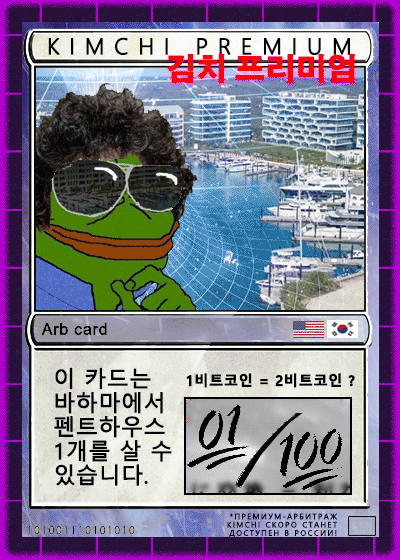 KIMCHI PREMIUM
김치 프리미엄
Arb card
이 카드는
바하마에서
펜트하우스
1개를 살 수
있습니다.
1비트코인 = 2비트코인 ?
01/100
101001110101010
*ПРЕМИУМ-АРБИТРАЖ
KIMCHI СКОРО СТАНЕТ
ДОСТУПЕН В РОССИИ!